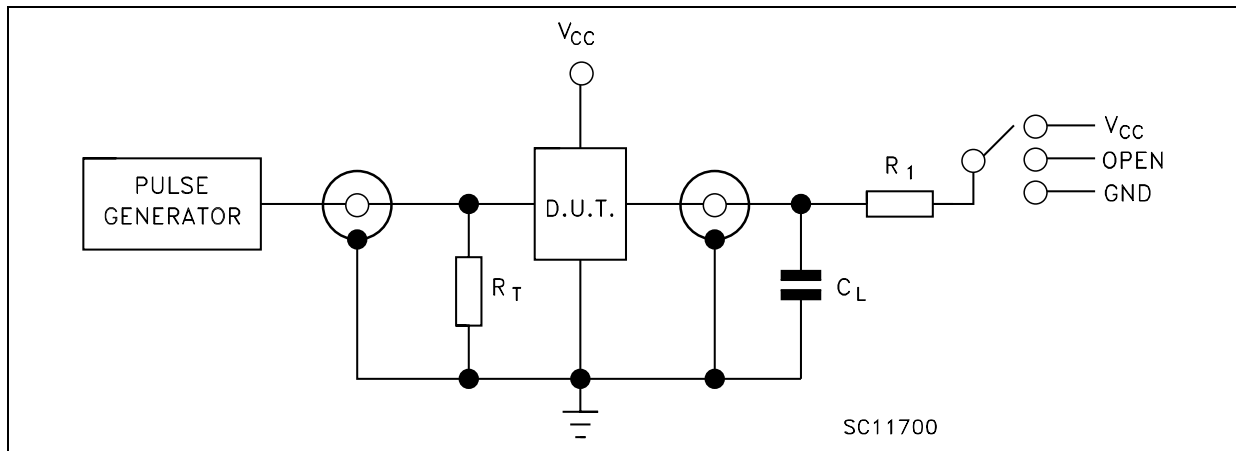 VCC
PULSE
GENERATOR
D.U.T.
RT
CL
R1
VCC
OPEN
GND
SC11700